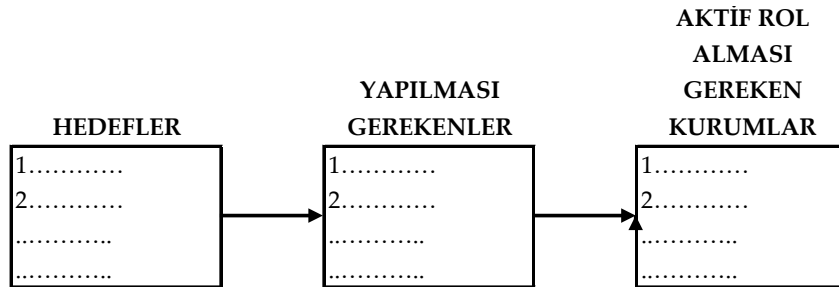 HEDEFLER
1…………
2…………
..………..
..………..
YAPILMASI
GEREKENLER
1…………
2…………
..………..
..………..
AKTİF ROL
ALMASI
GEREKEN
KURUMLAR
1…………
2…………
..………..
..………..